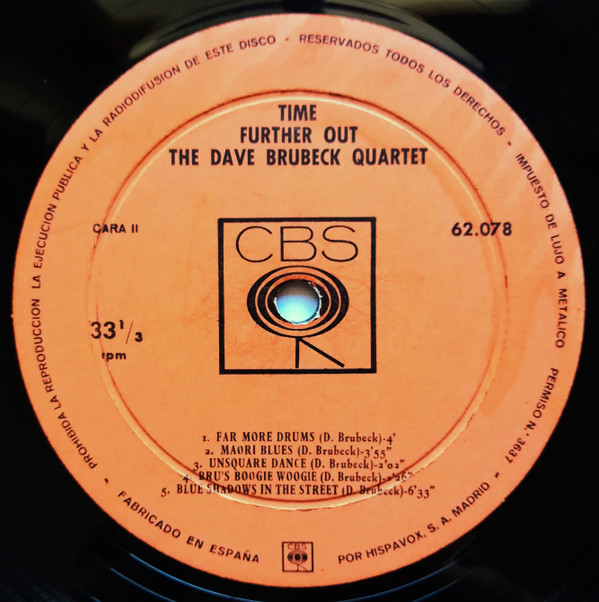 PROHIBIDA LA REPRODUCCION LA EJECUCION PUBLICA Y LA RADIODIFUSION DE ESTE DISCO - RESERVADOS TODOS LOS DERECHOS - IMPUESTO DE LUJO A METALICO PERMISO N.° 3637
TIME
FURTHER OUT
THE DAVE BRUBECK QUARTET
CARA II
62.078
CBS
33 1/3
rpm
1. FAR MORE DRUMS (D. Brubeck)-4'
2. MAORI BLUES (D. Brubeck)-3'55"
3. UNSQUARE DANCE (D. Brubeck)-2'02"
4. BRU'S BOOGIE WOOGIE (D. Brubeck)-2'26"
5. BLUE SHADOWS IN THE STREET (D. Brubeck)-6'33"
- FABRICADO EN ESPAÑA
CBS
POR HISPAVOX, S. A. MADRID -